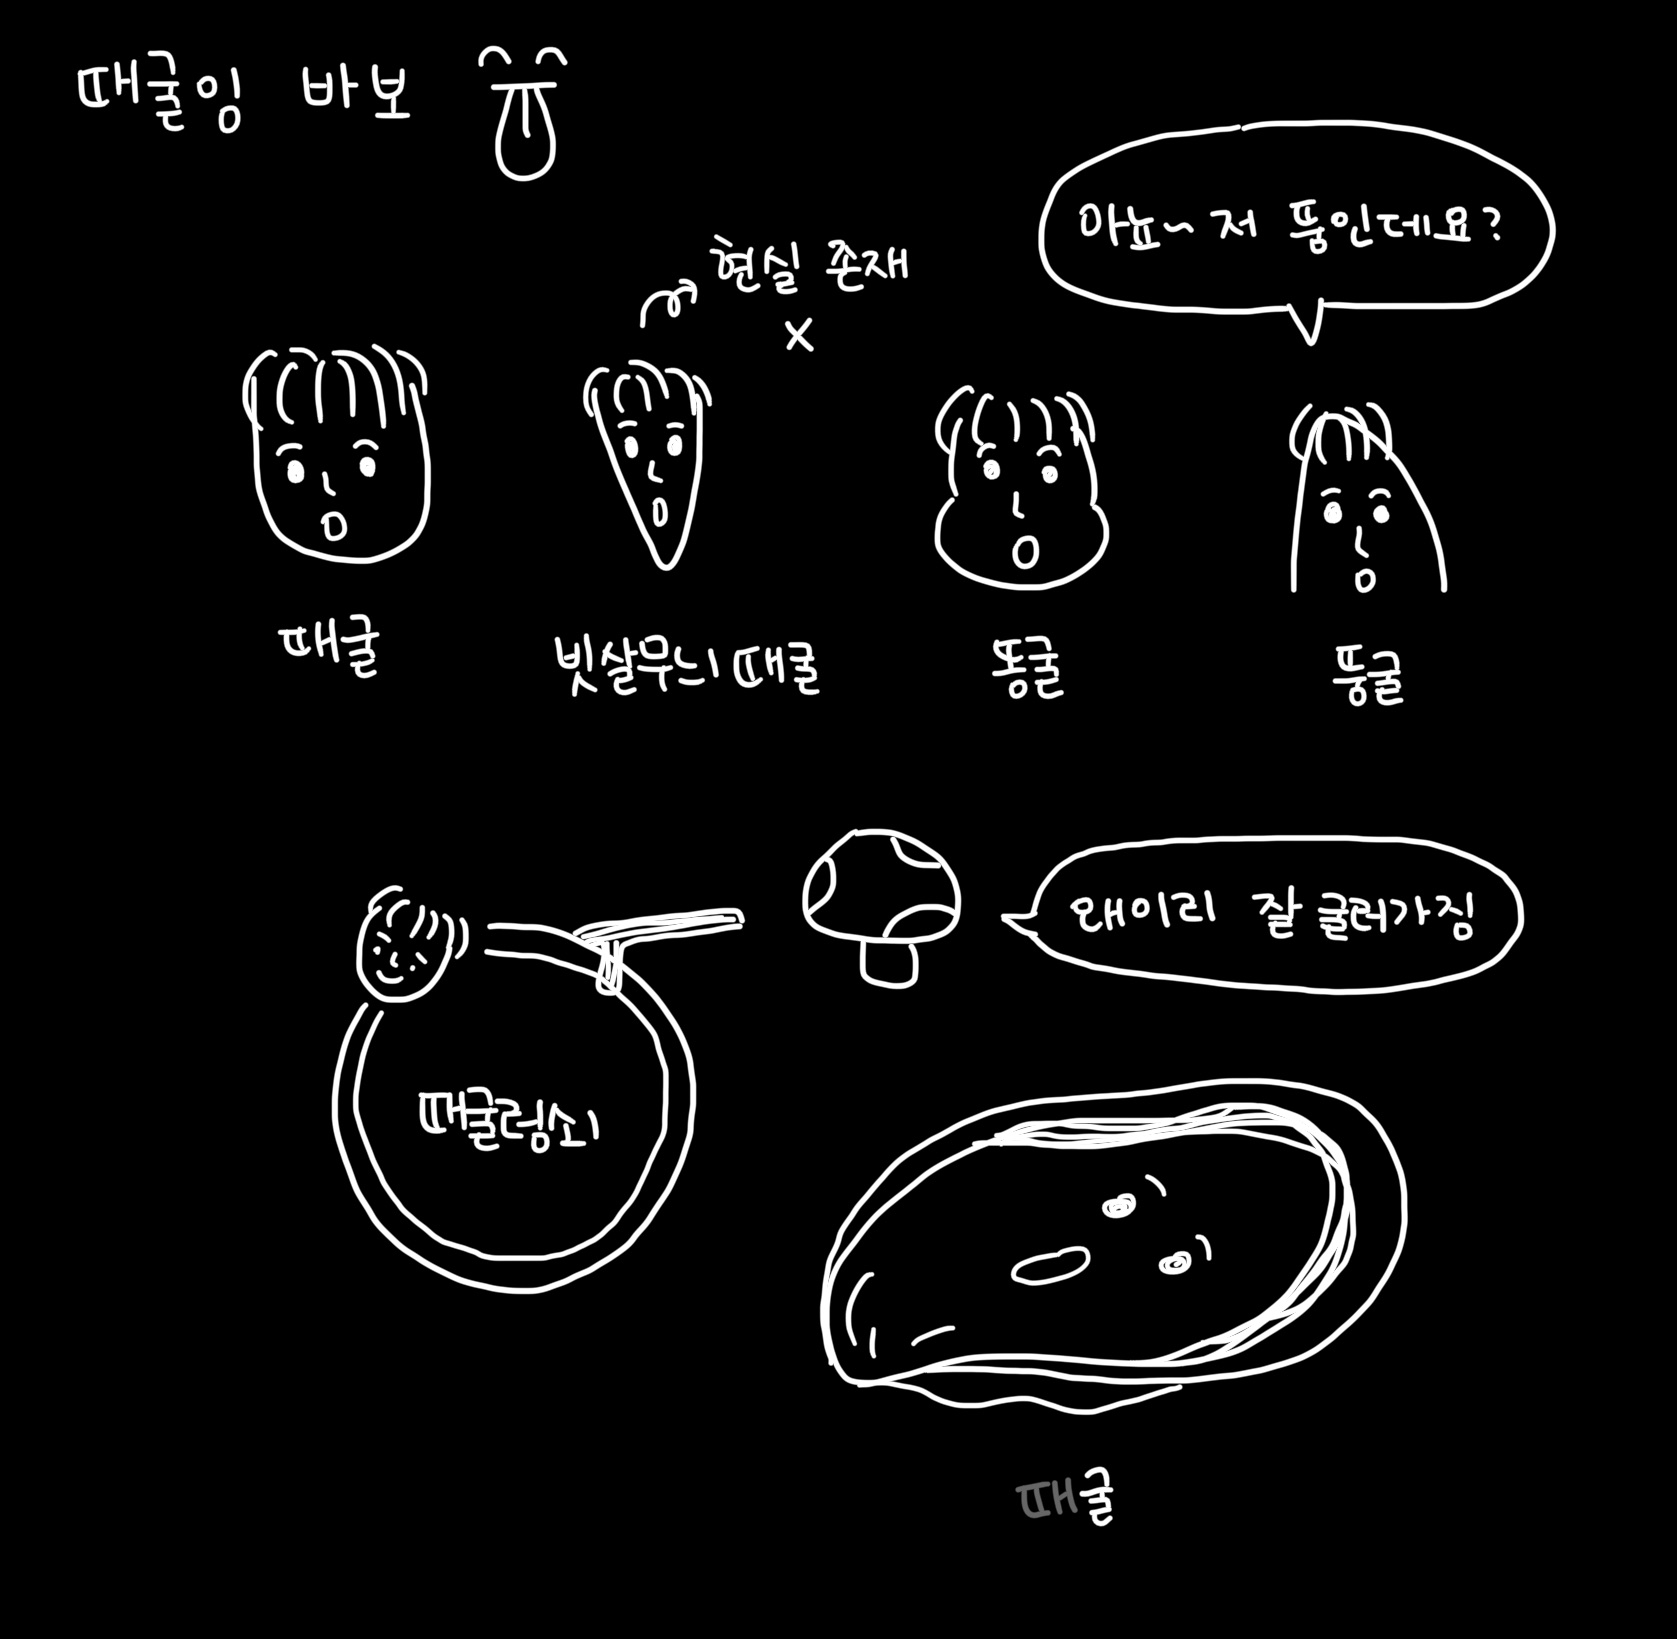 때굴잉 바보
아뇨~ 저 뚱인데요?
현실 존재
X
때굴
빗살무늬 때굴
똥굴
뚱굴
왜이리 잘 굴러가징
때굴렁쇠
때굴